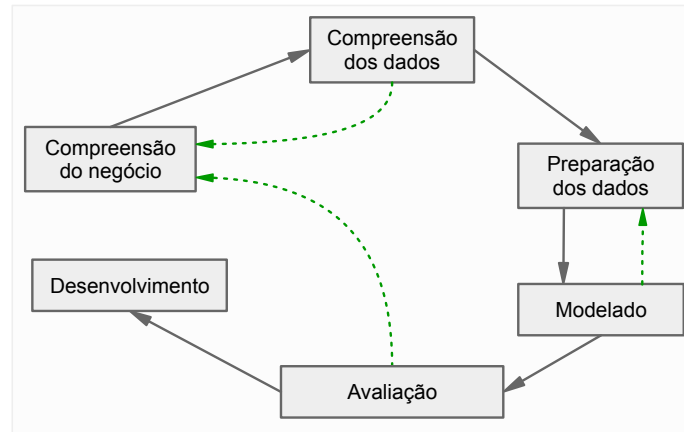 Compreensão
dos dados
Compreensão
do negócio
Preparação
dos dados
Desenvolvimento
Modelado
Avaliação